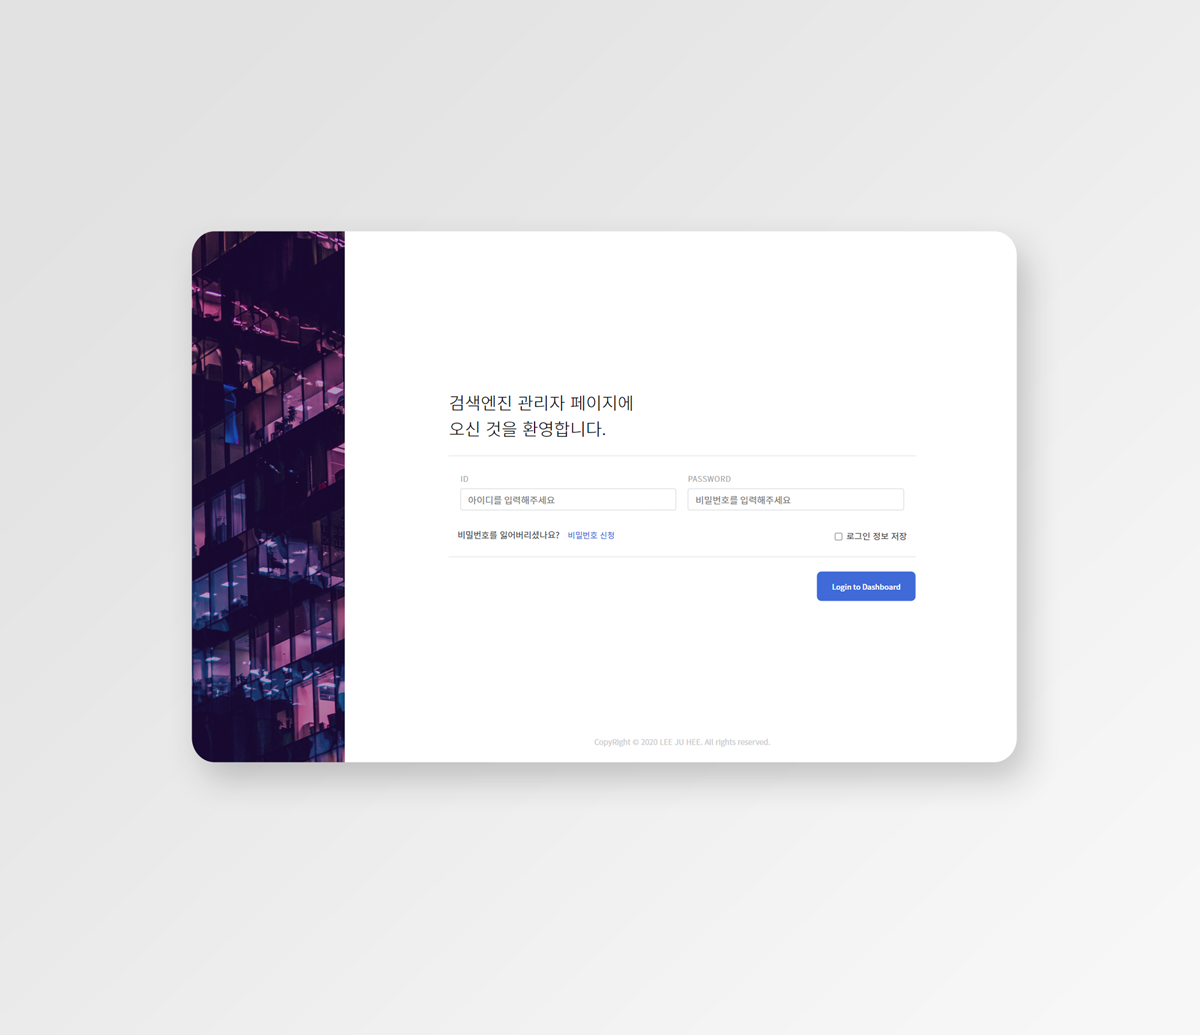 검색엔진 관리자 페이지에
오신 것을 환영합니다.
ID
PASSWORD
아이디를 입력해주세요
비밀번호를 입력해주세요
비밀번호를 잃어버리셨나요? 비밀번호 신청
로그인 정보 저장
Login to Dashboard
CopyRight © 2020 LEE JU HEE. All rights reserved.